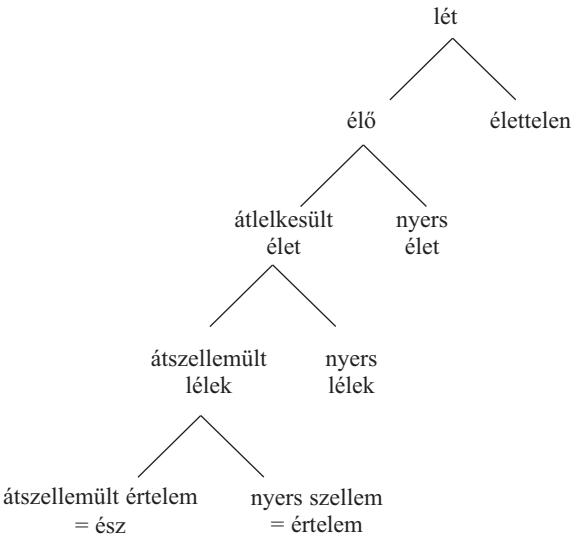 lét
élő
élettelen
átlelkesült
élet
nyers
élet
átszellemült
lélek
nyers
lélek
átszellemült értelem
= ész
nyers szellem
= értelem